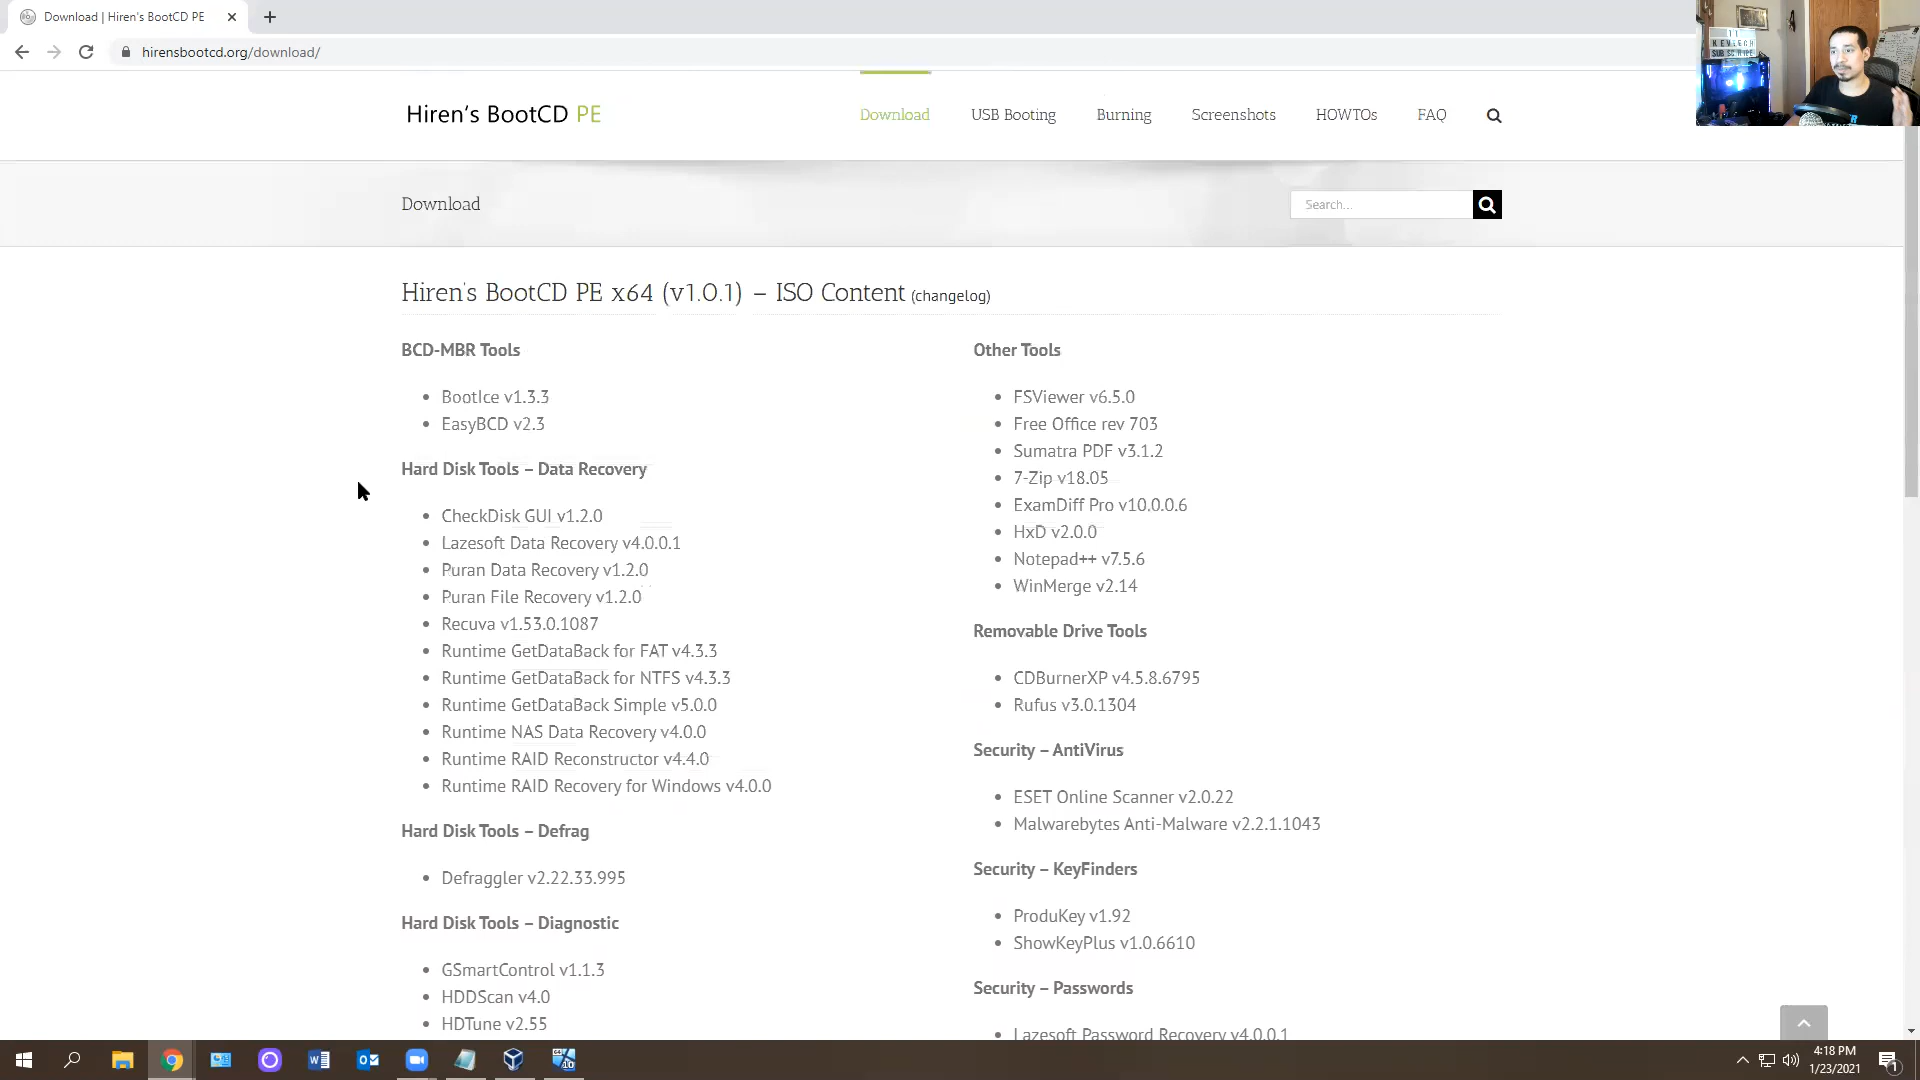 Download | Hiren's BootCD PE
hirensbootcd.org/download/
Hiren's BootCD PE
Download
USB Booting
Burning
Screenshots
HOWTOs
FAQ
KEVTECH
SUBSCRIBE
Download
Search...
Hiren's BootCD PE x64 (v1.0.1) – ISO Content (changelog)
BCD-MBR Tools
BootIce v1.3.3
EasyBCD v2.3
Hard Disk Tools – Data Recovery
CheckDisk GUI v1.2.0
Lazesoft Data Recovery v4.0.0.1
Puran Data Recovery v1.2.0
Puran File Recovery v1.2.0
Recuva v1.53.0.1087
Runtime GetDataBack for FAT v4.3.3
Runtime GetDataBack for NTFS v4.3.3
Runtime GetDataBack Simple v5.0.0
Runtime NAS Data Recovery v4.0.0
Runtime RAID Reconstructor v4.4.0
Runtime RAID Recovery for Windows v4.0.0
Hard Disk Tools – Defrag
Defraggler v2.22.33.995
Hard Disk Tools – Diagnostic
GSmartControl v1.1.3
HDDScan v4.0
HDTune v2.55
Other Tools
FSViewer v6.5.0
Free Office rev 703
Sumatra PDF v3.1.2
7-Zip v18.05
ExamDiff Pro v10.0.0.6
HxD v2.0.0
Notepad++ v7.5.6
WinMerge v2.14
Removable Drive Tools
CDBurnerXP v4.5.8.6795
Rufus v3.0.1304
Security – AntiVirus
ESET Online Scanner v2.0.22
Malwarebytes Anti-Malware v2.2.1.1043
Security – KeyFinders
ProduKey v1.92
ShowKeyPlus v1.0.6610
Security – Passwords
Lazesoft Password Recovery v4.0.0.1
4:18 PM
1/23/2021